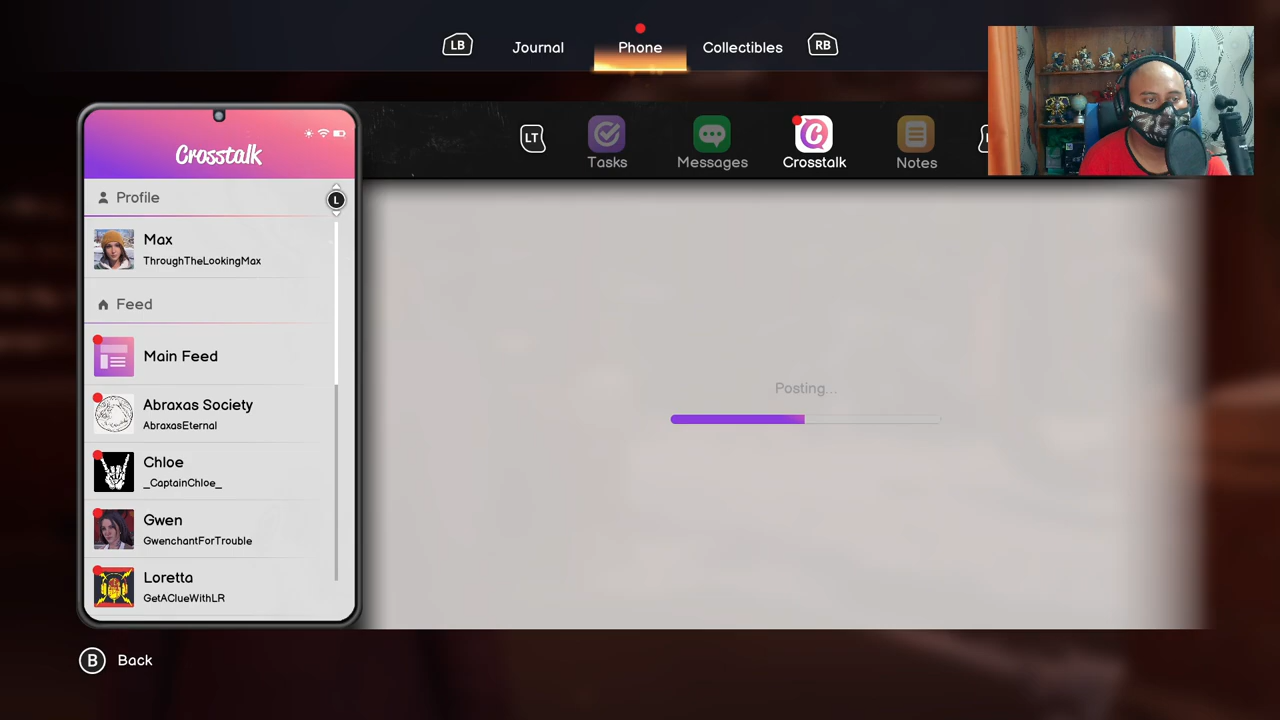 LB
Journal
Phone
Collectibles
RB
LT
Tasks
Messages
Crosstalk
Notes
Crosstalk
Profile
L
Max
ThroughTheLookingMax
Feed
Main Feed
Abraxas Society
AbraxasEternal
Chloe
_CaptainChloe_
Gwen
GwenchantForTrouble
Loretta
GetAClueWithLR
Posting...
B Back